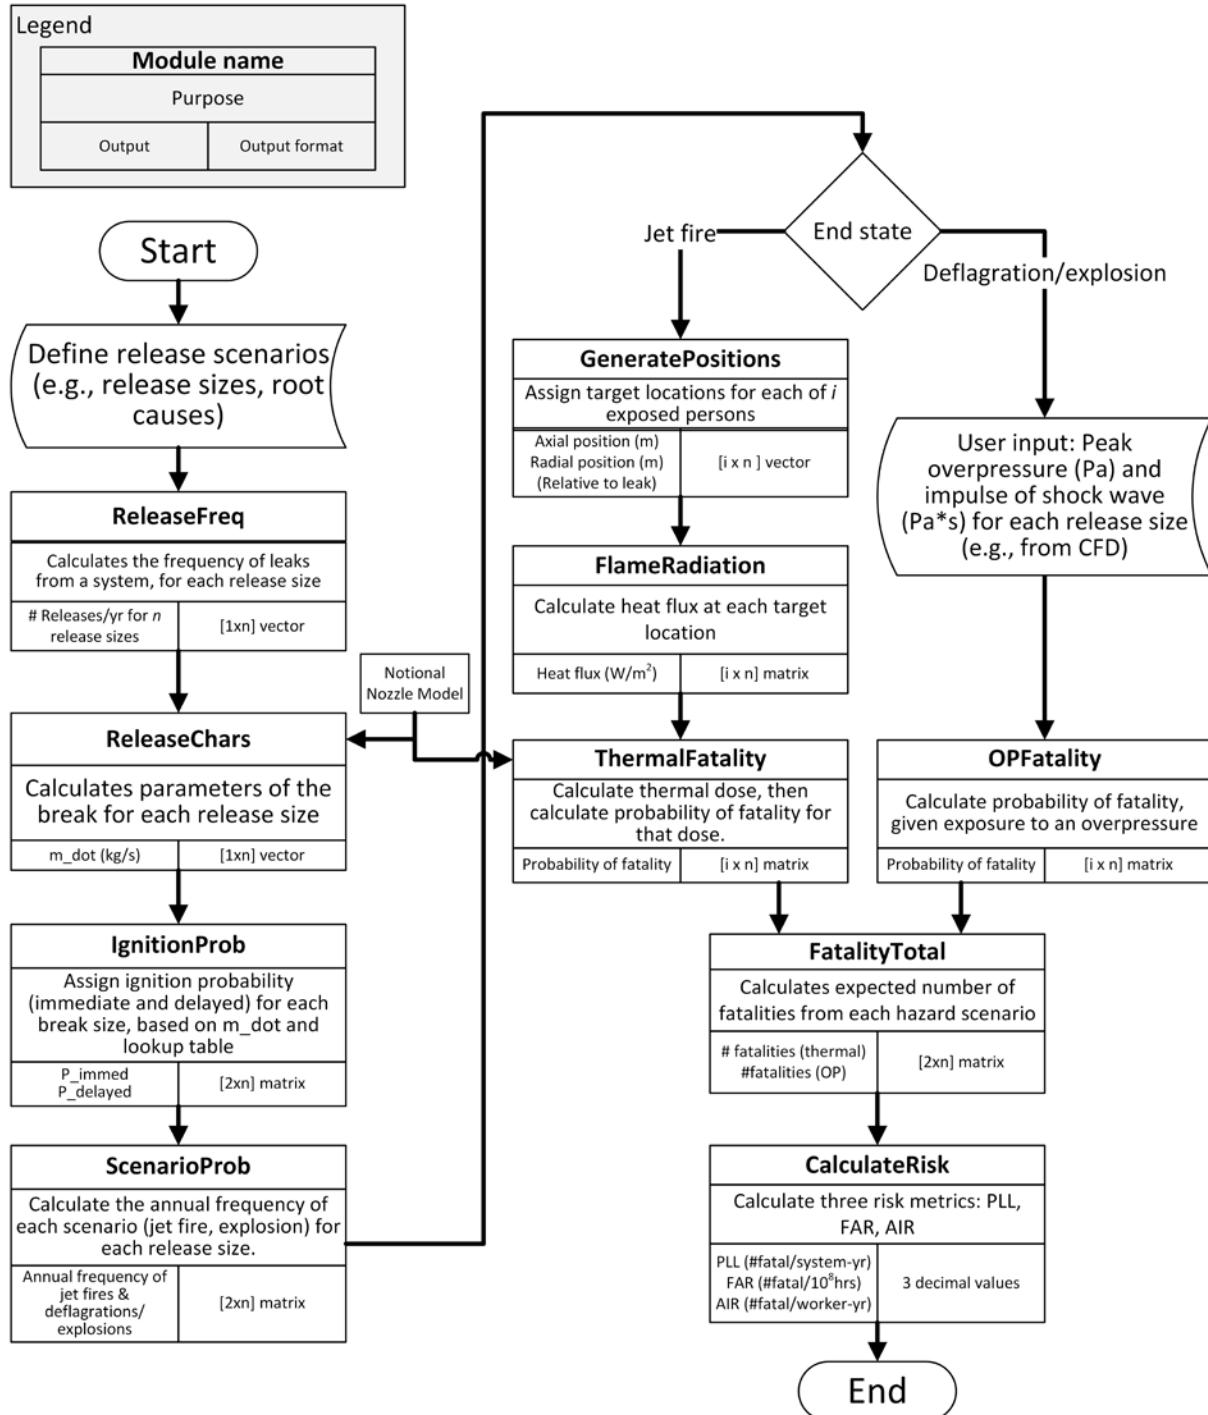 Legend
Module name
Purpose
Output
Output format
Start
Define release scenarios
(e.g., release sizes, root
causes)
ReleaseFreq
Calculates the frequency of leaks
from a system, for each release size
# Releases/yr for n
release sizes
[1xn] vector
Notional
Nozzle Model
ReleaseChars
Calculates parameters of the
break for each release size
m_dot (kg/s)
[1xn] vector
IgnitionProb
Assign ignition probability
(immediate and delayed) for each
break size, based on m_dot and
lookup table
P_immed
P_delayed
[2xn] matrix
ScenarioProb
Calculate the annual frequency of
each scenario (jet fire, explosion) for
each release size.
Annual frequency of
jet fires &
deflagrations/
explosions
[2xn] matrix
End state
Jet fire
Deflagration/explosion
GeneratePositions
Assign target locations for each of i
exposed persons
Axial position (m)
Radial position (m)
(Relative to leak)
[i x n ] vector
FlameRadiation
Calculate heat flux at each target
location
Heat flux (W/m²)
[i x n] matrix
ThermalFatality
Calculate thermal dose, then
calculate probability of fatality for
that dose.
Probability of fatality
[i x n] matrix
User input: Peak
overpressure (Pa) and
impulse of shock wave
(Pa*s) for each release size
(e.g., from CFD)
OPFatality
Calculate probability of fatality,
given exposure to an overpressure
Probability of fatality
[i x n] matrix
FatalityTotal
Calculates expected number of
fatalities from each hazard scenario
# fatalities (thermal)
#fatalities (OP)
[2xn] matrix
CalculateRisk
Calculate three risk metrics: PLL,
FAR, AIR
PLL (#fatal/system-yr)
FAR (#fatal/10⁸hrs)
AIR (#fatal/worker-yr)
3 decimal values
End